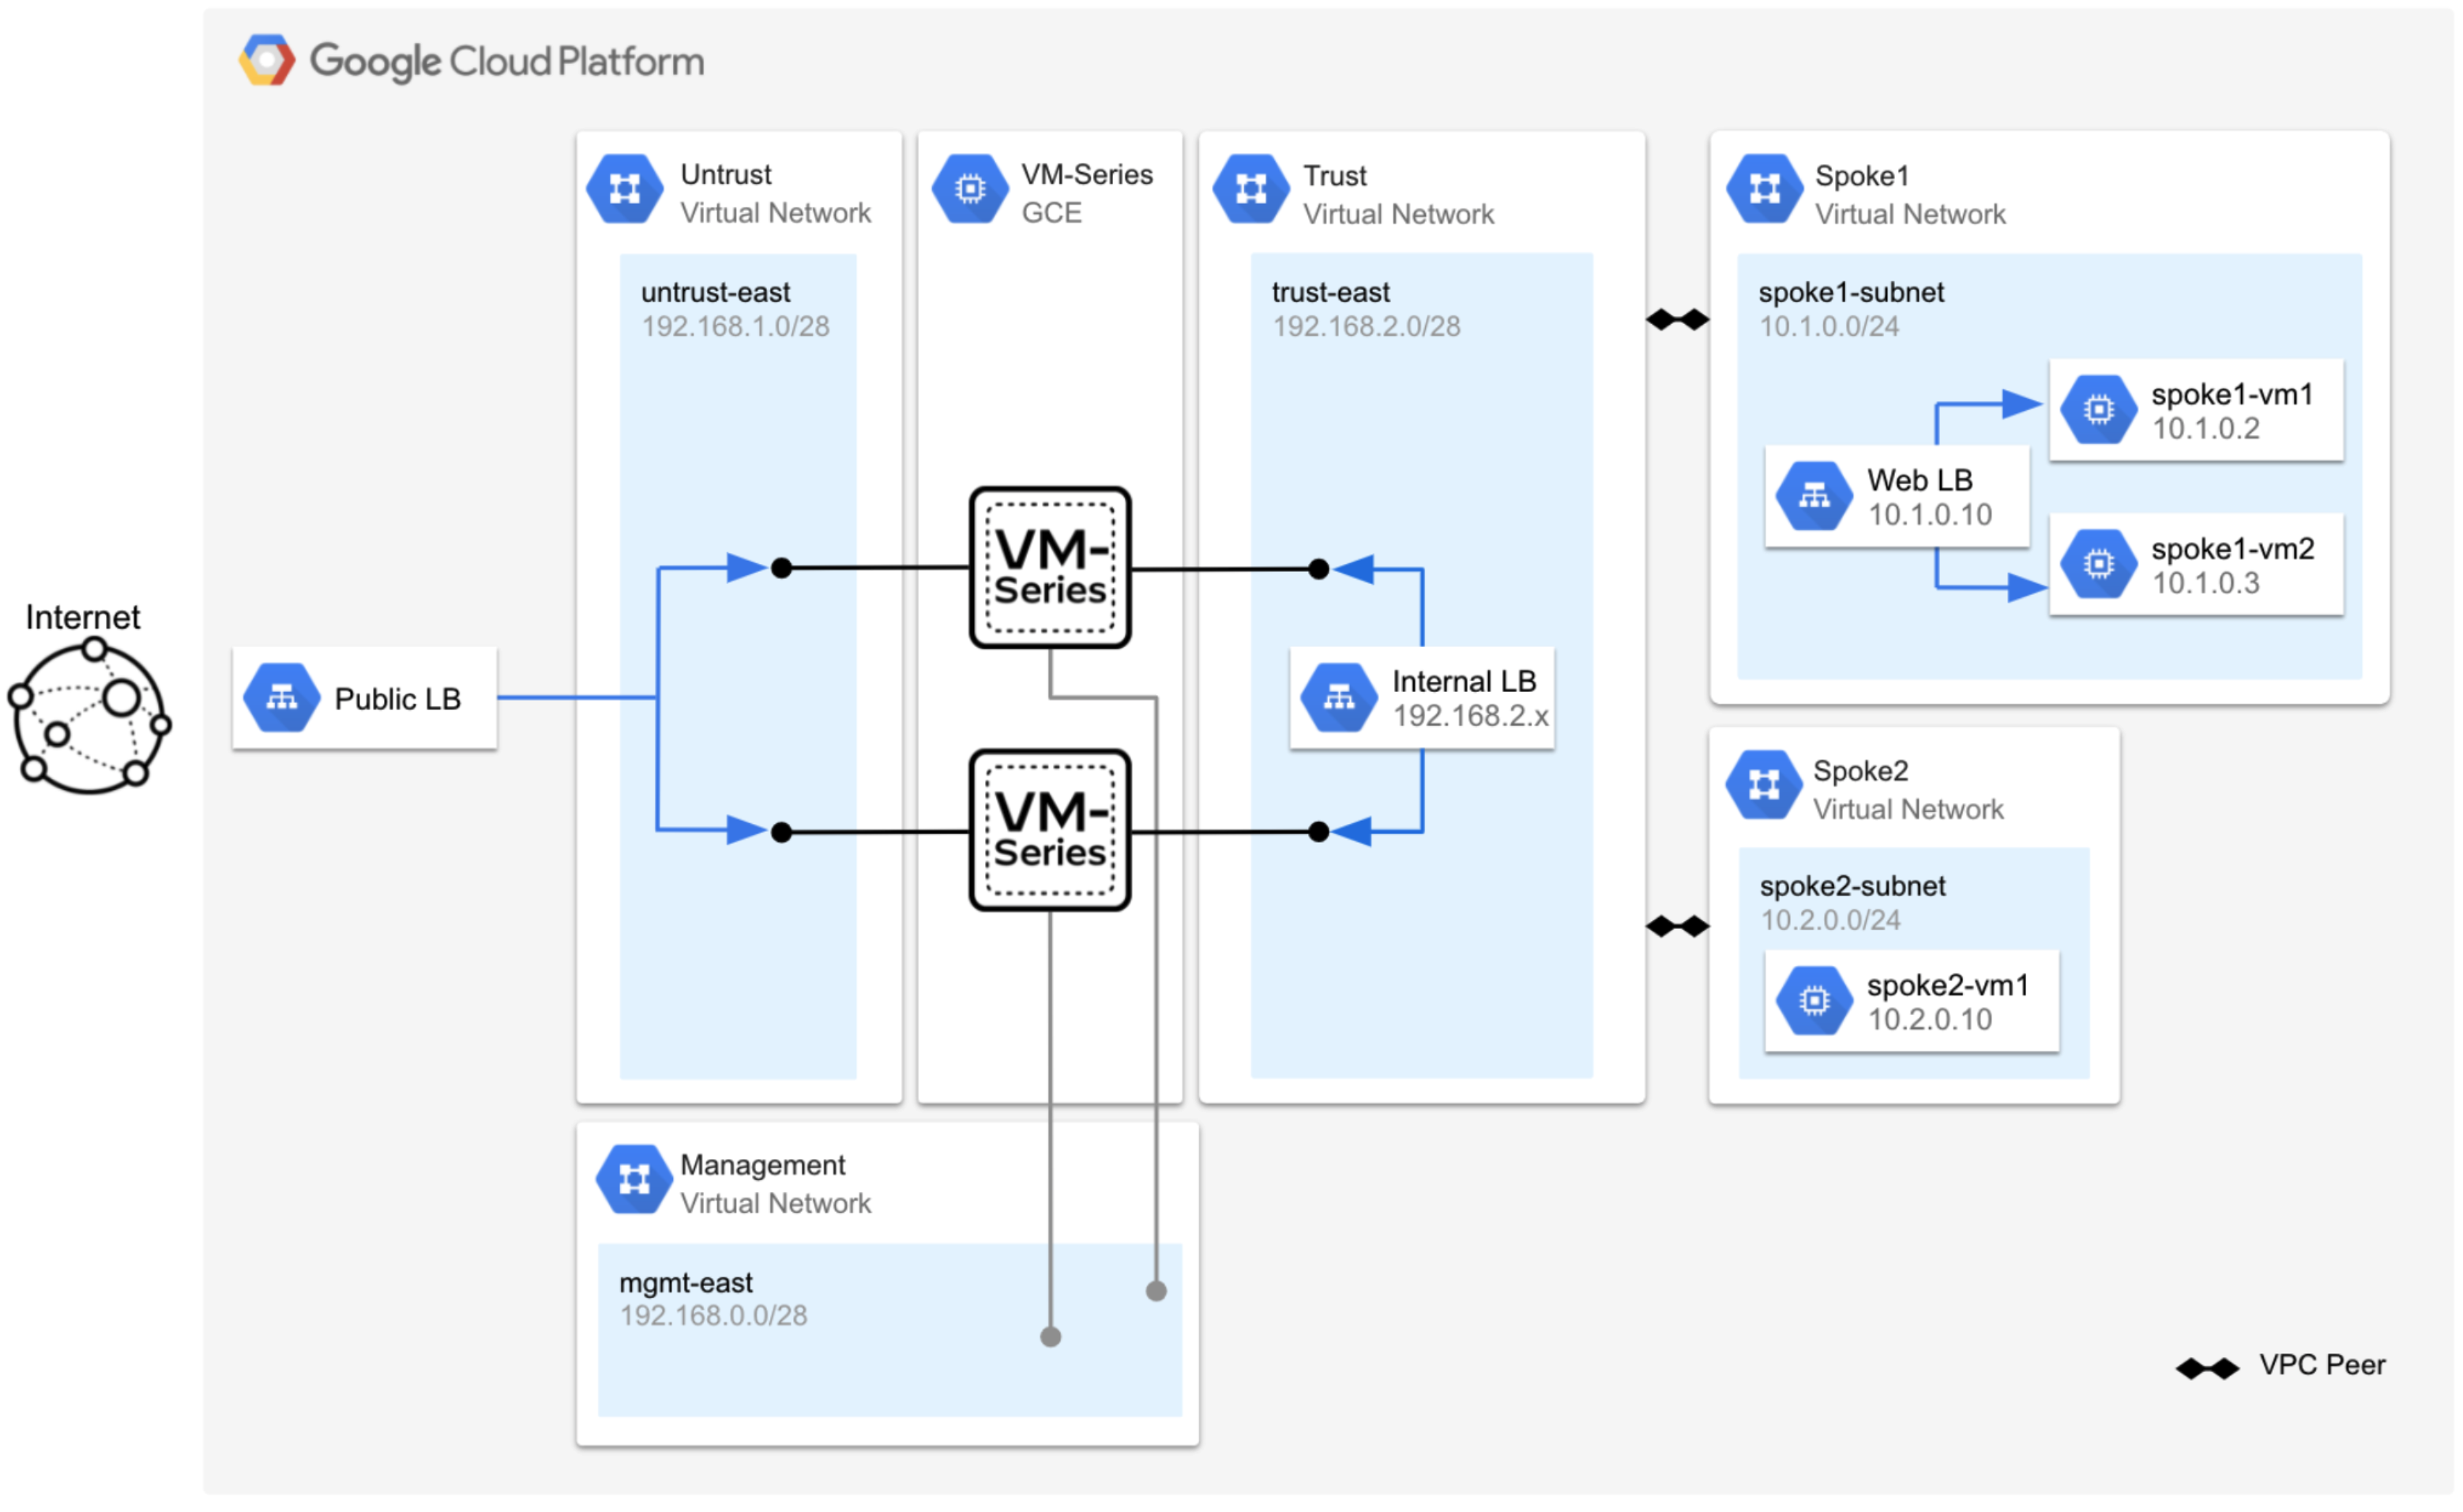 Google Cloud Platform
Internet
Public LB
Untrust
Virtual Network
untrust-east
192.168.1.0/28
VM-Series
GCE
VM-
Series
VM-
Series
Trust
Virtual Network
trust-east
192.168.2.0/28
Internal LB
192.168.2.x
Spoke1
Virtual Network
spoke1-subnet
10.1.0.0/24
Web LB
10.1.0.10
spoke1-vm1
10.1.0.2
spoke1-vm2
10.1.0.3
Spoke2
Virtual Network
spoke2-subnet
10.2.0.0/24
spoke2-vm1
10.2.0.10
Management
Virtual Network
mgmt-east
192.168.0.0/28
VPC Peer